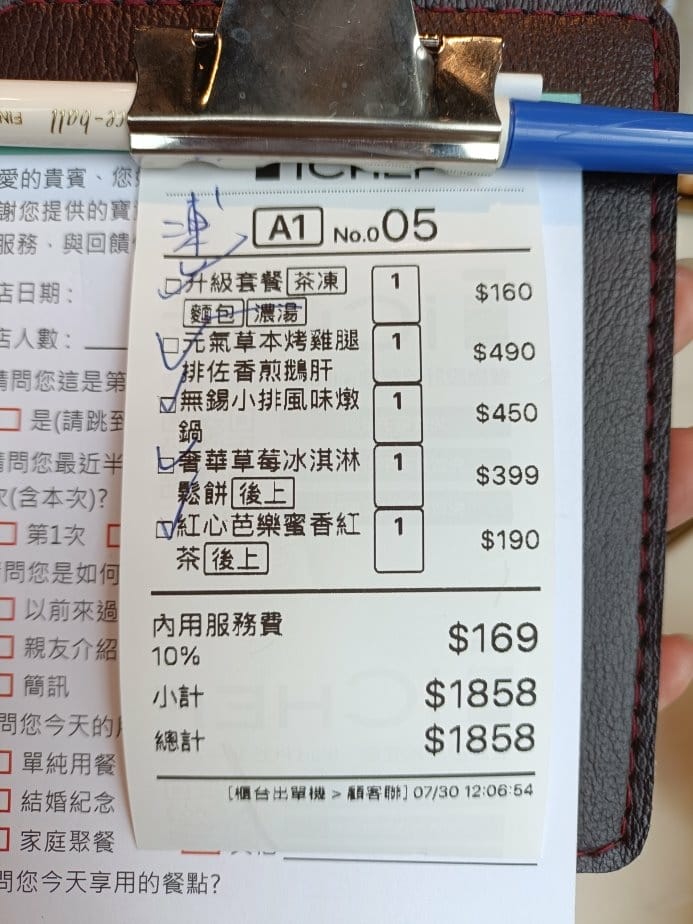 ce-ball
FIN
iCHEF
凍
A1 No.005
升級套餐 茶凍 1 $160
麵包 濃湯
元氣草本烤雞腿 1 $490
排佐香煎鵝肝
無錫小排風味燉 1 $450
鍋
奢華草莓冰淇淋 1 $399
鬆餅 後上
紅心芭樂蜜香紅 1 $190
茶 後上
內用服務費 $169
10%
小計 $1858
總計 $1858
[櫃台出單機 > 顧客聯] 07/30 12:06:54
愛的貴賓、您
謝您提供的寶
服務、與回饋
店日期：
店人數：
請問您這是第
是(請跳到
請問您最近半
次(含本次)?
第1次
問您是如何
以前來過
親友介紹
簡訊
問您今天的用
單純用餐
結婚紀念
家庭聚餐
問您今天享用的餐點?